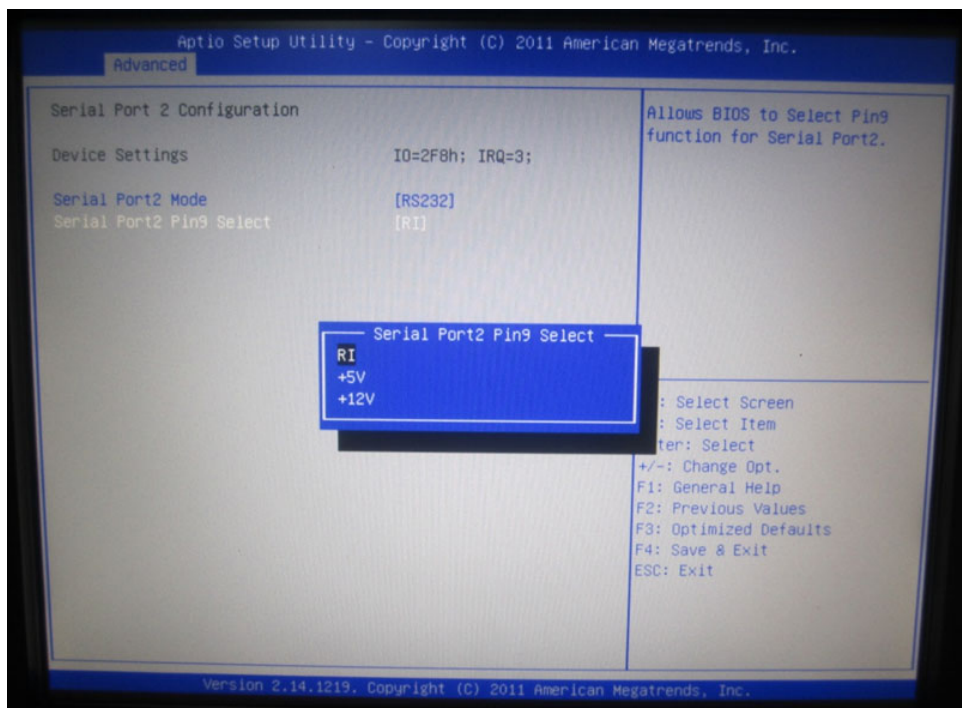 Aptio Setup Utility – Copyright (C) 2011 American Megatrends, Inc.
Advanced
Serial Port 2 Configuration
Device Settings IO=2F8h; IRQ=3;
Serial Port2 Mode [RS232]
Serial Port2 Pin9 Select [RI]
Allows BIOS to Select Pin9
function for Serial Port2.
Serial Port2 Pin9 Select
RI
+5V
+12V
: Select Screen
: Select Item
ter: Select
+/-: Change Opt.
F1: General Help
F2: Previous Values
F3: Optimized Defaults
F4: Save & Exit
ESC: Exit
Version 2.14.1219. Copyright (C) 2011 American Megatrends, Inc.